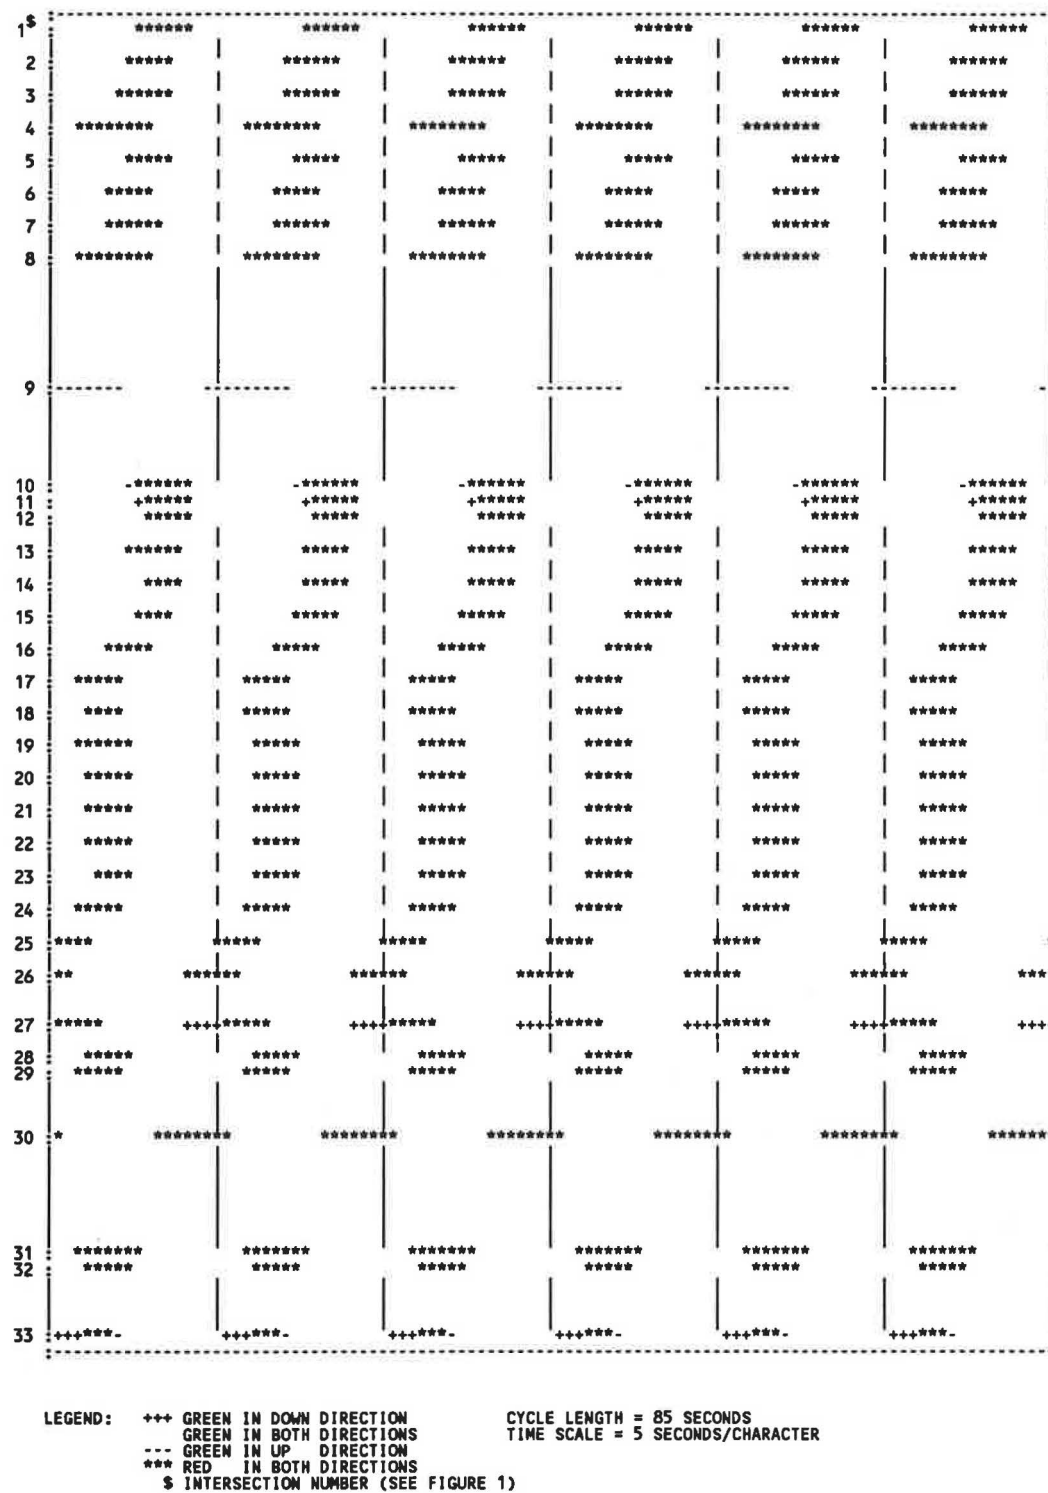 1$ ****** ****** ****** ****** ****** ******
2 ***** ****** ****** ****** ****** ******
3 ****** ****** ****** ****** ****** ******
4 ******** ******** ******** ******** ******** ********
5 ***** ***** ***** ***** ***** *****
6 ***** ***** ***** ***** ***** *****
7 ****** ****** ****** ****** ****** ******
8 ******** ******** ******** ******** ******** ********
9 ------- --------- --------- --------- --------- --------- -
10 -****** -****** -****** -****** -****** -******
11 +***** +***** +***** +***** +***** +*****
12 ***** ***** ***** ***** ***** *****
13 ****** ***** ***** ***** ***** *****
14 **** ***** ***** ***** ***** *****
15 **** ***** ***** ***** ***** *****
16 ***** ***** ***** ***** ***** *****
17 ***** ***** ***** ***** ***** *****
18 **** ***** ***** ***** ***** *****
19 ****** ***** ***** ***** ***** *****
20 ***** ***** ***** ***** ***** *****
21 ***** ***** ***** ***** ***** *****
22 ***** ***** ***** ***** ***** *****
23 **** ***** ***** ***** ***** *****
24 ***** ***** ***** ***** ***** *****
25 **** ***** ***** ***** ***** *****
26 ** ****** ****** ****** ****** ****** ***
27 ***** ++++***** ++++***** ++++***** ++++***** ++++***** +++
28 ***** ***** ***** ***** ***** *****
29 ***** ***** ***** ***** ***** *****
30 * ******** ******** ******** ******** ******** ******
31 ******* ******* ******* ******* ******* *******
32 ***** ***** ***** ***** ***** *****
33 +++***- +++***- +++***- +++***- +++***- +++***-
LEGEND: +++ GREEN IN DOWN DIRECTION CYCLE LENGTH = 85 SECONDS
GREEN IN BOTH DIRECTIONS TIME SCALE = 5 SECONDS/CHARACTER
--- GREEN IN UP DIRECTION
*** RED IN BOTH DIRECTIONS
$ INTERSECTION NUMBER (SEE FIGURE 1)